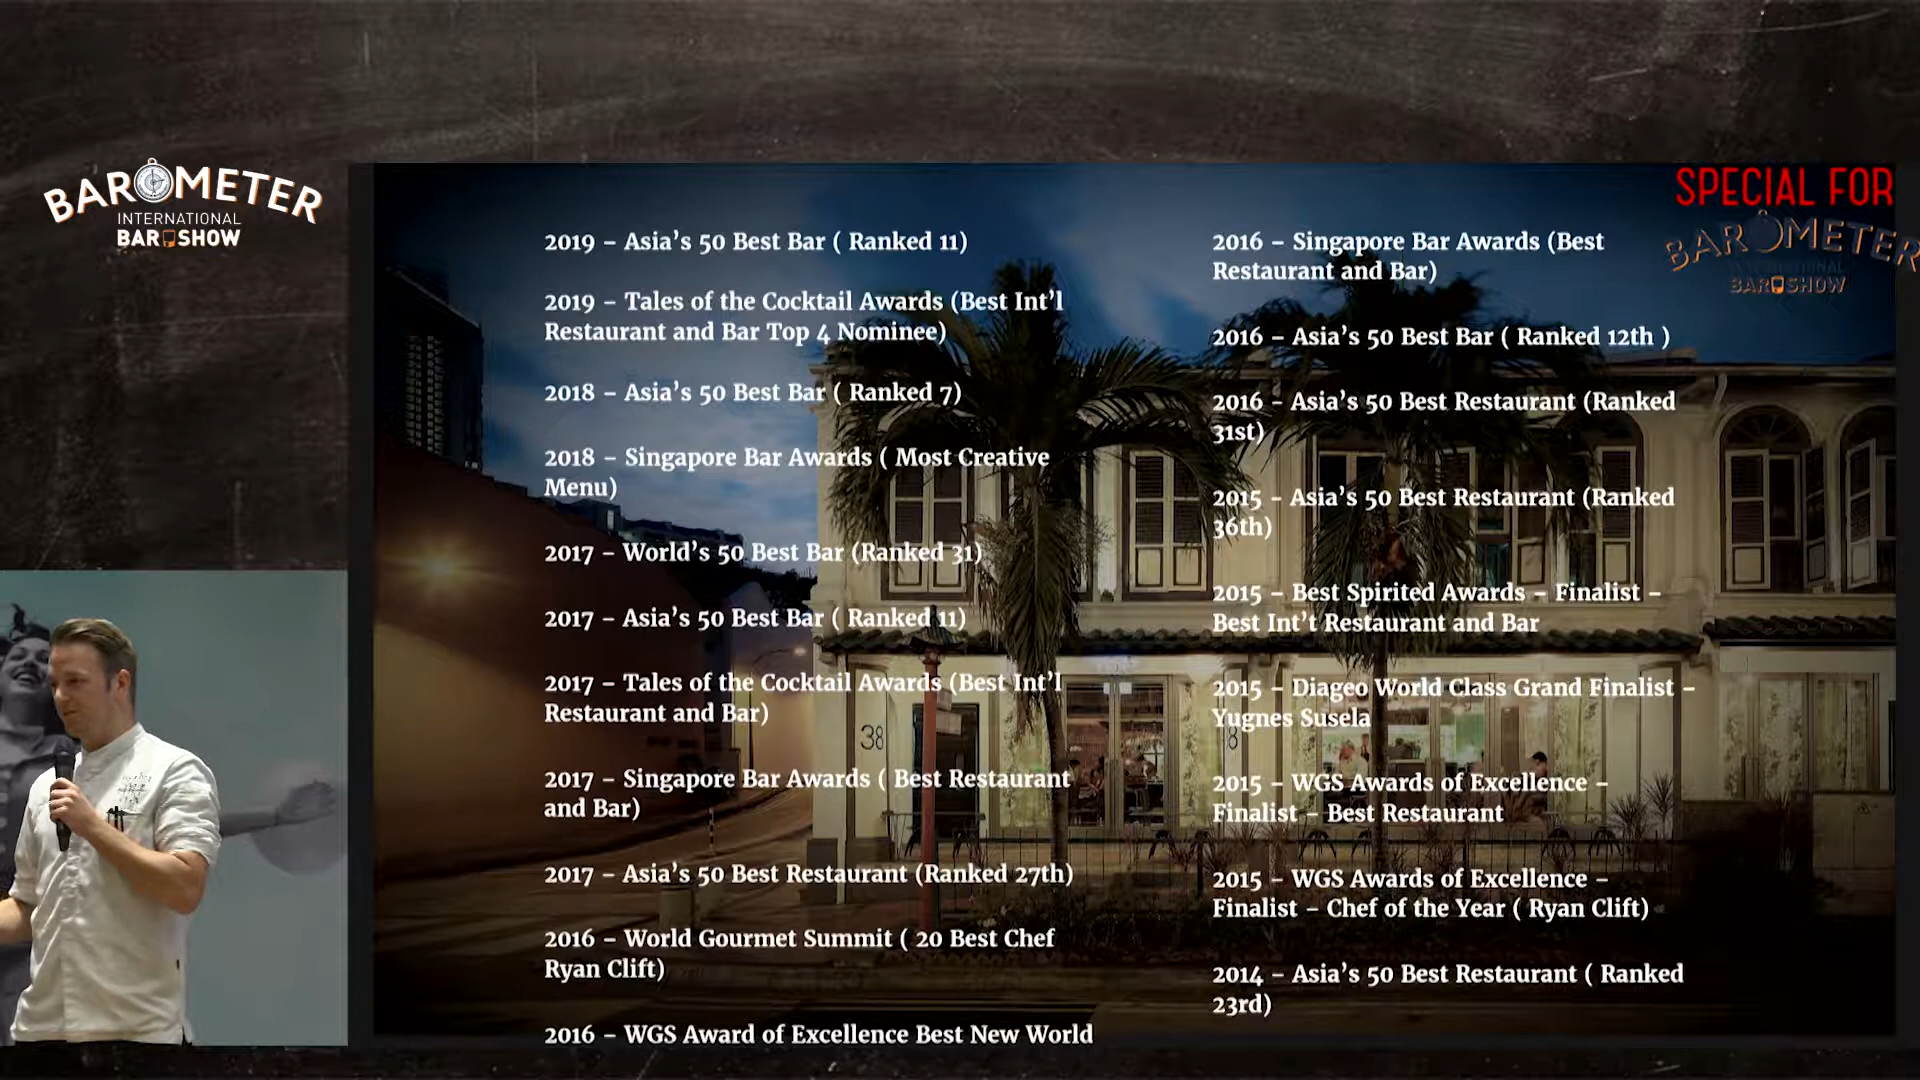 BAROMETER
INTERNATIONAL
BAR SHOW
2019 – Asia's 50 Best Bar ( Ranked 11)
2019 – Tales of the Cocktail Awards (Best Int'l
Restaurant and Bar Top 4 Nominee)
2018 – Asia's 50 Best Bar ( Ranked 7)
2018 – Singapore Bar Awards ( Most Creative
Menu)
2017 – World's 50 Best Bar (Ranked 31)
2017 – Asia's 50 Best Bar ( Ranked 11)
2017 – Tales of the Cocktail Awards (Best Int'l
Restaurant and Bar)
2017 – Singapore Bar Awards ( Best Restaurant
and Bar)
2017 – Asia's 50 Best Restaurant (Ranked 27th)
2016 – World Gourmet Summit ( 20 Best Chef
Ryan Clift)
2016 – WGS Award of Excellence Best New World
2016 – Singapore Bar Awards (Best
Restaurant and Bar)
2016 – Asia's 50 Best Bar ( Ranked 12th )
2016 - Asia's 50 Best Restaurant (Ranked
31st)
2015 - Asia's 50 Best Restaurant (Ranked
36th)
2015 – Best Spirited Awards – Finalist –
Best Int't Restaurant and Bar
2015 – Diageo World Class Grand Finalist –
Yugnes Susela
2015 – WGS Awards of Excellence –
Finalist – Best Restaurant
2015 – WGS Awards of Excellence –
Finalist – Chef of the Year ( Ryan Clift)
2014 – Asia's 50 Best Restaurant ( Ranked
23rd)
SPECIAL FOR
BAROMETER
INTERNATIONAL
BAR SHOW
38